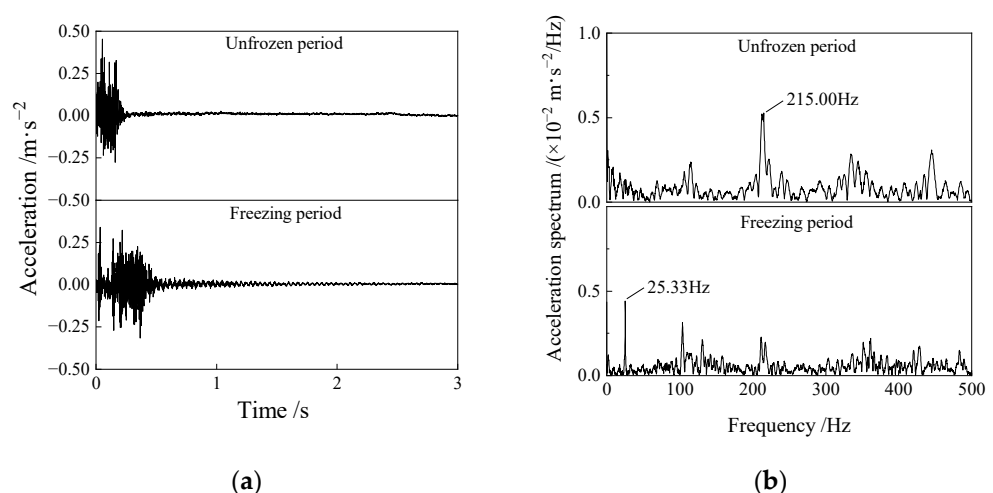 Unfrozen period
0.50
0.25
0.00
−0.25
−0.50
Freezing period
0.25
0.00
−0.25
−0.50
0 1 2 3
Time /s
Acceleration /m·s⁻²
(a)
Unfrozen period
215.00Hz
1.0
0.5
0.0
Freezing period
25.33Hz
0.5
0.0
0 100 200 300 400 500
Frequency /Hz
Acceleration spectrum /(×10⁻² m·s⁻²/Hz)
(b)